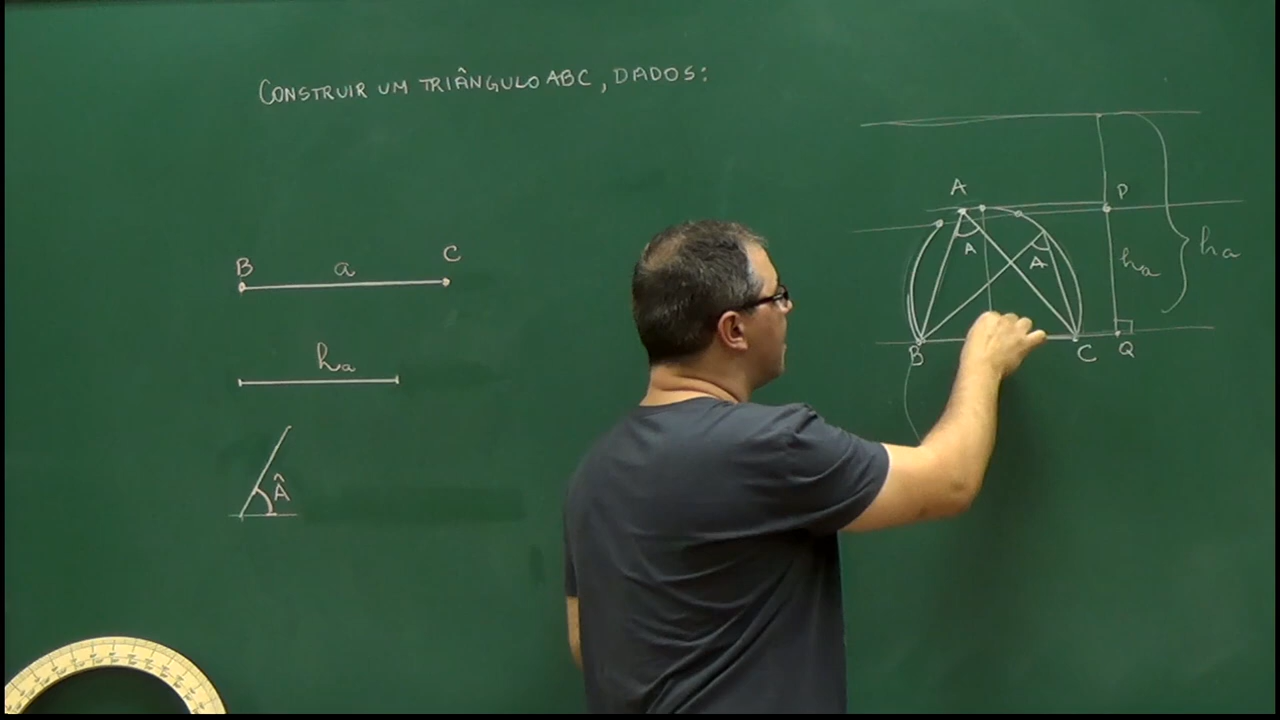 CONSTRUIR UM TRIÂNGULO ABC, DADOS:
B a C
ha
Â
A P
A A
ha ha
B C Q